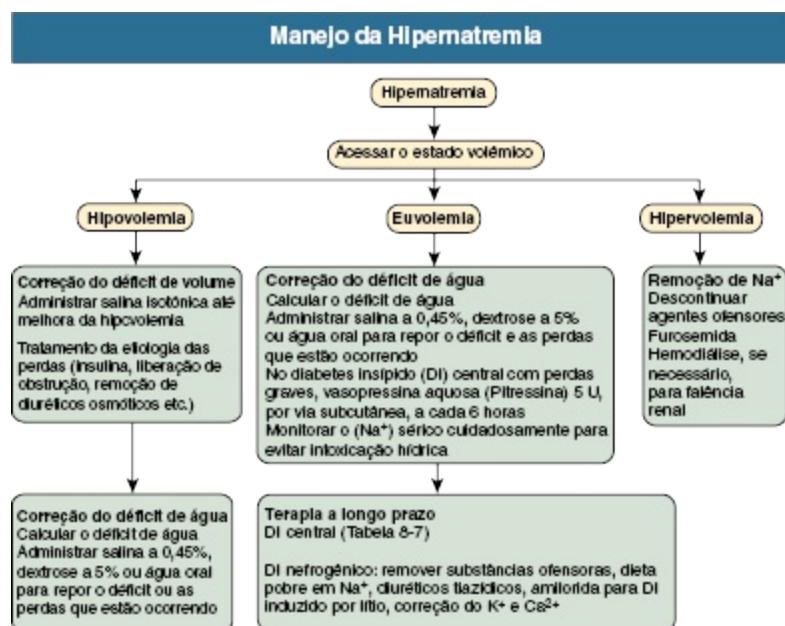 Manejo da Hipernatremia
Hipernatremia
Acessar o estado volêmico
Hipovolemia
Euvolemia
Hipervolemia
Correção do déficit de volume
Administrar salina isotônica até
melhora da hipovolemia
Tratamento da etiologia das
perdas (insulina, liberação de
obstrução, remoção de
diuréticos osmóticos etc.)
Correção do déficit de água
Calcular o déficit de água
Administrar salina a 0,45%, dextrose a 5%
ou água oral para repor o déficit e as perdas
que estão ocorrendo
No diabetes insípido (DI) central com perdas
graves, vasopressina aquosa (Pitressina) 5 U,
por via subcutânea, a cada 6 horas
Monitorar o (Na⁺) sérico cuidadosamente para
evitar intoxicação hídrica
Remoção de Na⁺
Descontinuar
agentes ofensores
Furosemida
Hemodiálise, se
necessário,
para falência
renal
Correção do déficit de água
Calcular o déficit de água
Administrar salina a 0,45%,
dextrose a 5% ou água oral
para repor o déficit ou as
perdas que estão ocorrendo
Terapia a longo prazo
DI central (Tabela 8-7)
DI nefrogênico: remover substâncias ofensoras, dieta
pobre em Na⁺, diuréticos tiazídicos, amilorida para DI
induzido por lítio, correção do K⁺ e Ca²⁺